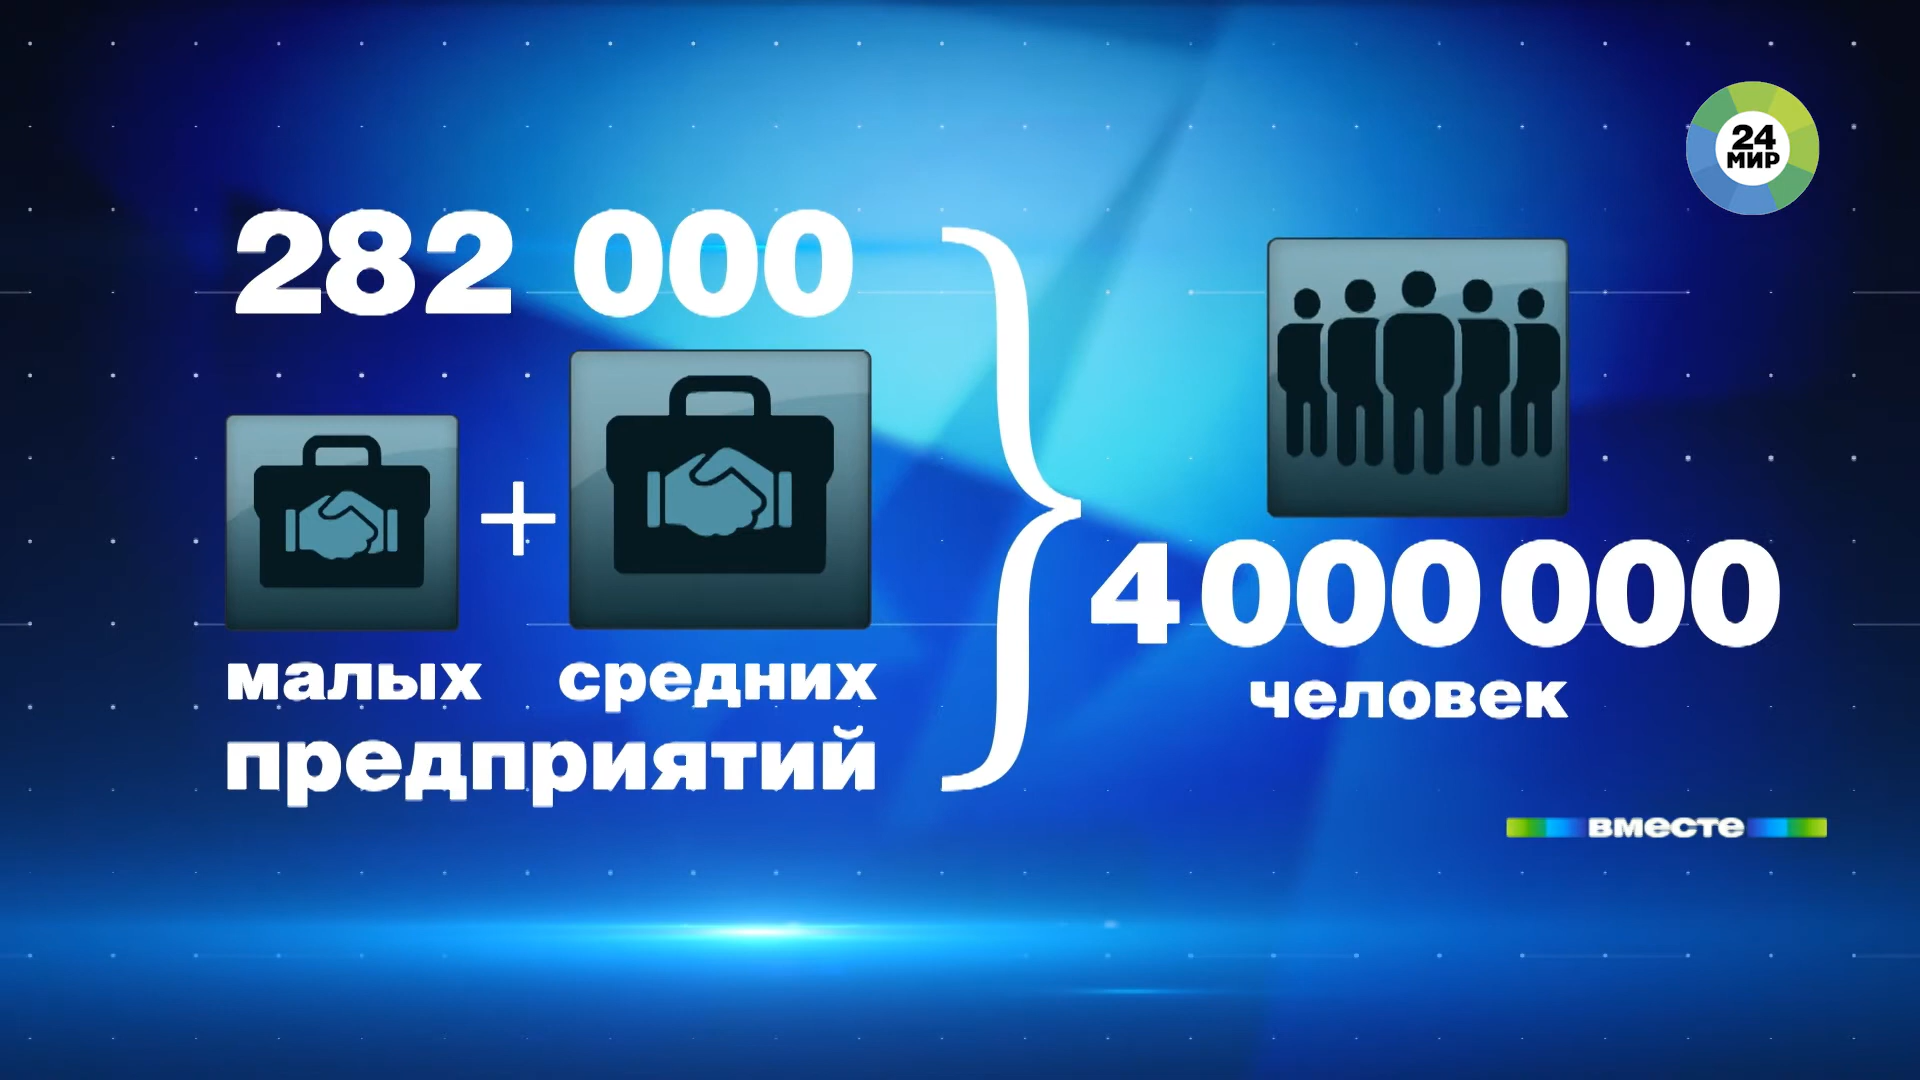 24
МИР
282 000
+
малых средних
предприятий
4 000 000
человек
вместе